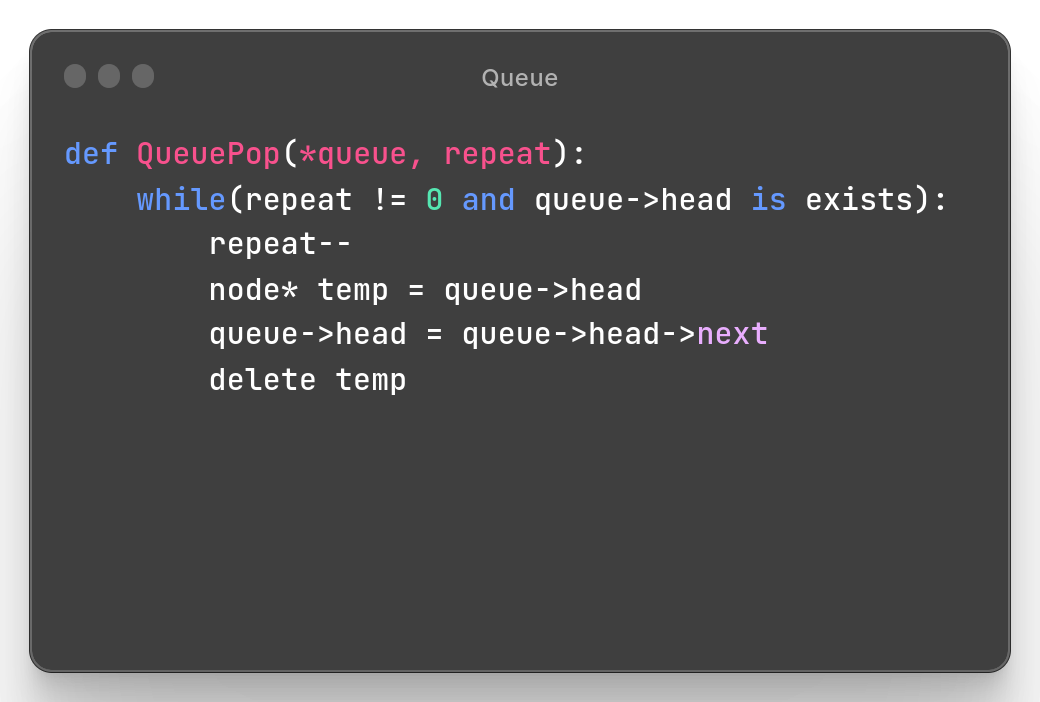 Queue
def QueuePop(*queue, repeat):
    while(repeat != 0 and queue->head is exists):
        repeat--
        node* temp = queue->head
        queue->head = queue->head->next
        delete temp